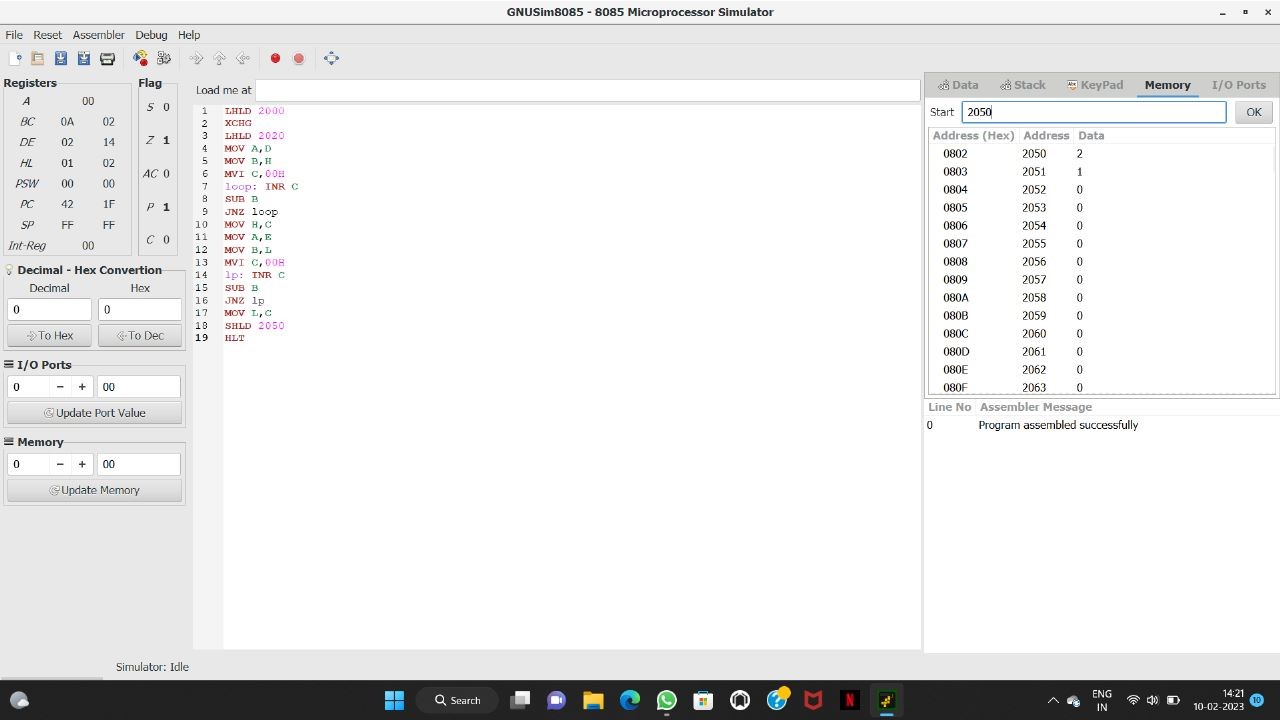 GNUSim8085 - 8085 Microprocessor Simulator
File Reset Assembler Debug Help
Registers
A 00
BC 0A 02
DE 02 14
HL 01 02
PSW 00 00
PC 42 1F
SP FF FF
Int-Reg 00
Flag
S 0
Z 1
AC 0
P 1
C 0
Decimal - Hex Convertion
Decimal Hex
0 0
To Hex To Dec
I/O Ports
0 − + 00
Update Port Value
Memory
0 − + 00
Update Memory
Load me at
1 LHLD 2000
2 XCHG
3 LHLD 2020
4 MOV A,D
5 MOV B,H
6 MVI C,00H
7 loop: INR C
8 SUB B
9 JNZ loop
10 MOV H,C
11 MOV A,E
12 MOV B,L
13 MVI C,00H
14 lp: INR C
15 SUB B
16 JNZ lp
17 MOV L,C
18 SHLD 2050
19 HLT
Data Stack KeyPad Memory I/O Ports
Start 2050 OK
Address (Hex) Address Data
0802 2050 2
0803 2051 1
0804 2052 0
0805 2053 0
0806 2054 0
0807 2055 0
0808 2056 0
0809 2057 0
080A 2058 0
080B 2059 0
080C 2060 0
080D 2061 0
080E 2062 0
080F 2063 0
Line No Assembler Message
0 Program assembled successfully
Simulator: Idle
Search
ENG
IN
14:21
10-02-2023
10